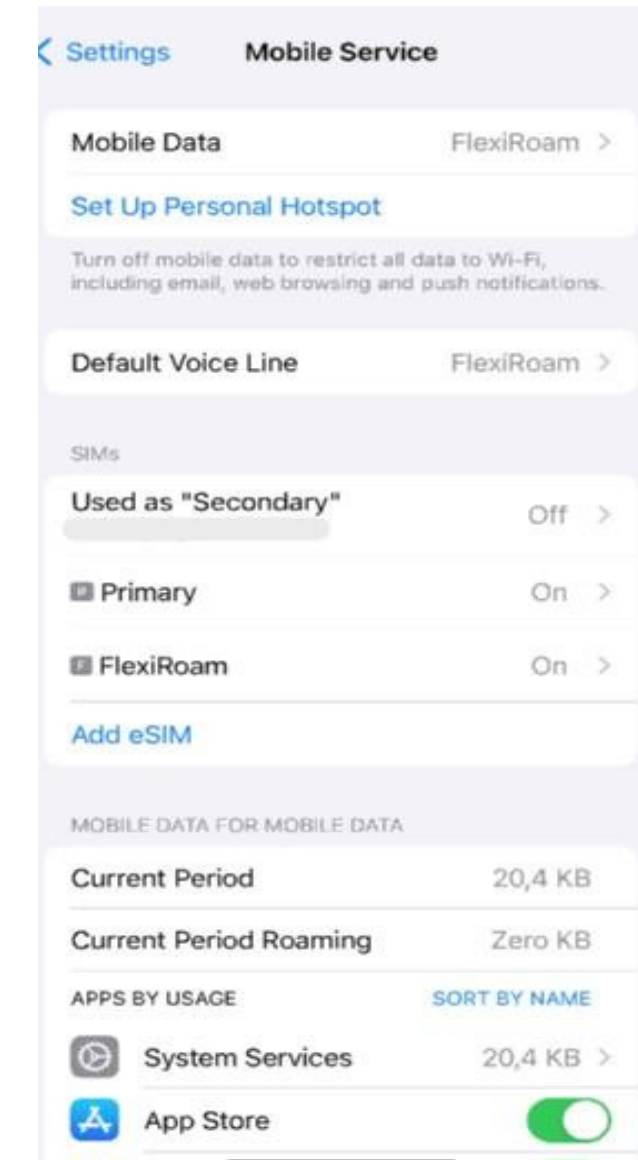 Settings Mobile Service
Mobile Data FlexiRoam
Set Up Personal Hotspot
Turn off mobile data to restrict all data to Wi-Fi,
including email, web browsing and push notifications.
Default Voice Line FlexiRoam
SIMs
Used as "Secondary" Off
P Primary On
F FlexiRoam On
Add eSIM
MOBILE DATA FOR MOBILE DATA
Current Period 20,4 KB
Current Period Roaming Zero KB
APPS BY USAGE SORT BY NAME
System Services 20,4 KB
App Store